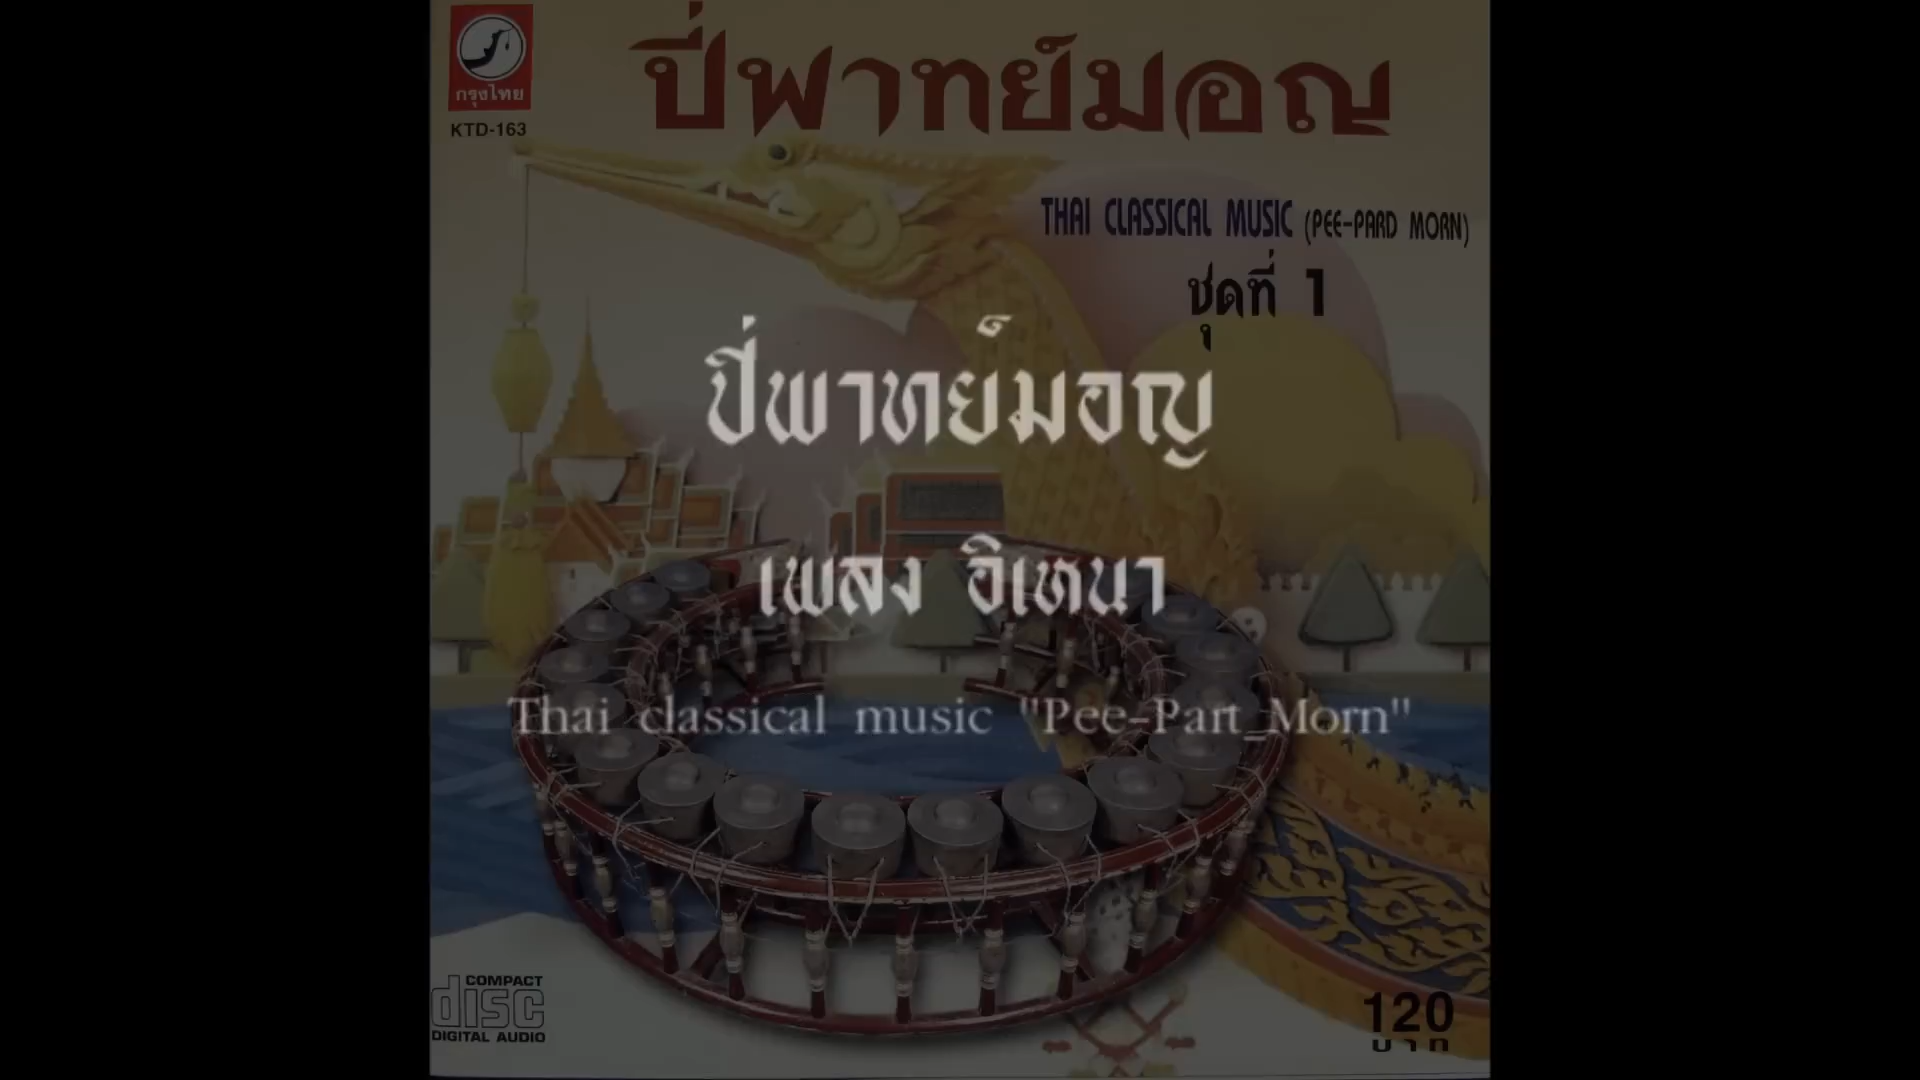 ปี่พาทย์มอญ
กรุงไทย
KTD-163
THAI CLASSICAL MUSIC (PEE-PARD MORN)
ชุดที่ 1
ปี่พาทย์มอญ
เพลง อิเหนา
Thai classical music "Pee-Part_Morn"
COMPACT
disc
DIGITAL AUDIO
120
บาท